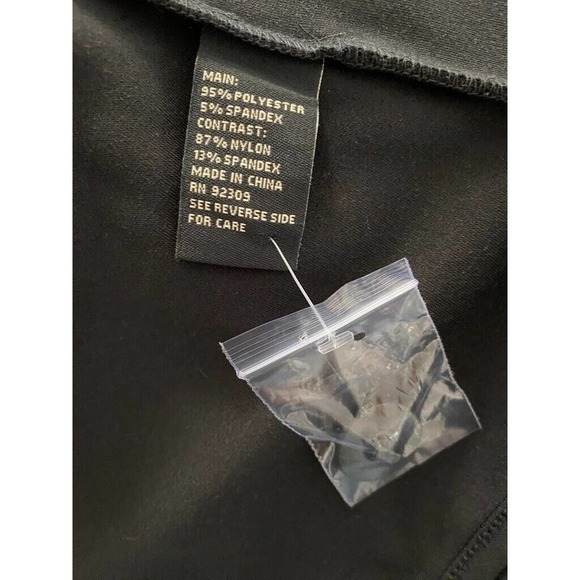 MAIN:
95% POLYESTER
5% SPANDEX
CONTRAST:
87% NYLON
13% SPANDEX
MADE IN CHINA
RN 92309
SEE REVERSE SIDE
FOR CARE